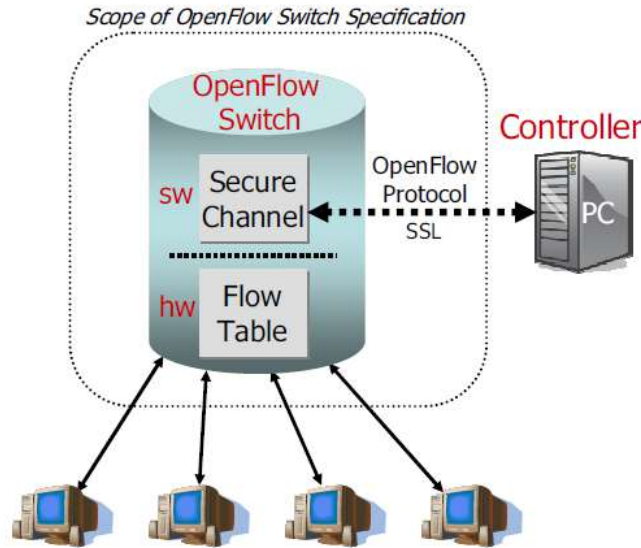 Scope of OpenFlow Switch Specification
OpenFlow
Switch
Controller
sw
Secure
Channel
OpenFlow
Protocol
SSL
PC
hw
Flow
Table